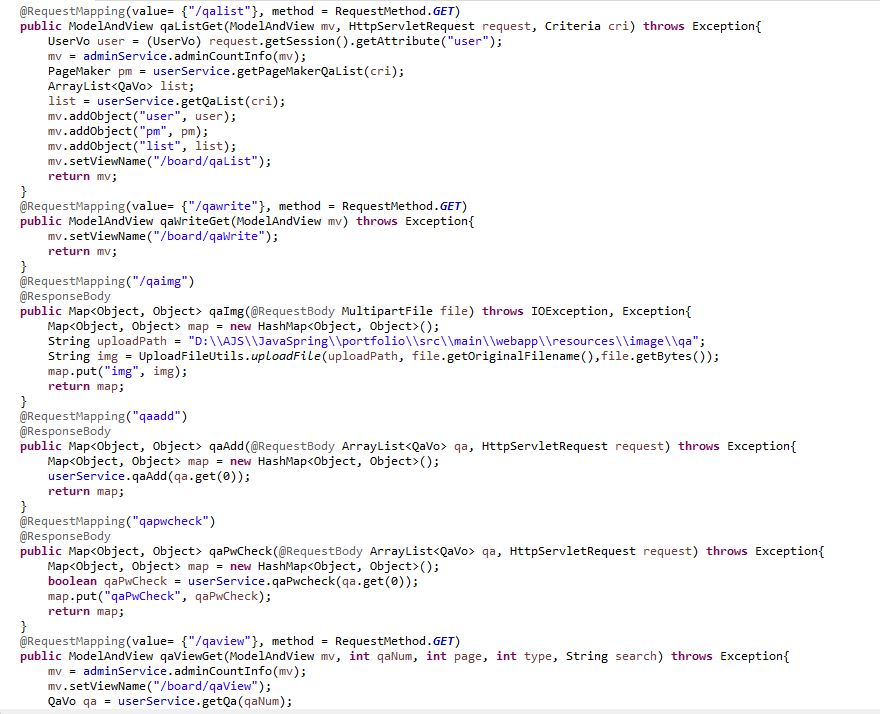 @RequestMapping(value= {"/qalist"}, method = RequestMethod.GET)
public ModelAndView qaListGet(ModelAndView mv, HttpServletRequest request, Criteria cri) throws Exception{
    UserVo user = (UserVo) request.getSession().getAttribute("user");
    mv = adminService.adminCountInfo(mv);
    PageMaker pm = userService.getPageMakerQaList(cri);
    ArrayList<QaVo> list;
    list = userService.getQaList(cri);
    mv.addObject("user", user);
    mv.addObject("pm", pm);
    mv.addObject("list", list);
    mv.setViewName("/board/qaList");
    return mv;
}
@RequestMapping(value= {"/qawrite"}, method = RequestMethod.GET)
public ModelAndView qaWriteGet(ModelAndView mv) throws Exception{
    mv.setViewName("/board/qaWrite");
    return mv;
}
@RequestMapping("/qaimg")
@ResponseBody
public Map<Object, Object> qaImg(@RequestBody MultipartFile file) throws IOException, Exception{
    Map<Object, Object> map = new HashMap<Object, Object>();
    String uploadPath = "D:\\AJS\\JavaSpring\\portfolio\\src\\main\\webapp\\resources\\image\\qa";
    String img = UploadFileUtils.uploadFile(uploadPath, file.getOriginalFilename(),file.getBytes());
    map.put("img", img);
    return map;
}
@RequestMapping("qaadd")
@ResponseBody
public Map<Object, Object> qaAdd(@RequestBody ArrayList<QaVo> qa, HttpServletRequest request) throws Exception{
    Map<Object, Object> map = new HashMap<Object, Object>();
    userService.qaAdd(qa.get(0));
    return map;
}
@RequestMapping("qapwcheck")
@ResponseBody
public Map<Object, Object> qaPwCheck(@RequestBody ArrayList<QaVo> qa, HttpServletRequest request) throws Exception{
    Map<Object, Object> map = new HashMap<Object, Object>();
    boolean qaPwCheck = userService.qaPwcheck(qa.get(0));
    map.put("qaPwCheck", qaPwCheck);
    return map;
}
@RequestMapping(value= {"/qaview"}, method = RequestMethod.GET)
public ModelAndView qaViewGet(ModelAndView mv, int qaNum, int page, int type, String search) throws Exception{
    mv = adminService.adminCountInfo(mv);
    mv.setViewName("/board/qaView");
    QaVo qa = userService.getQa(qaNum);